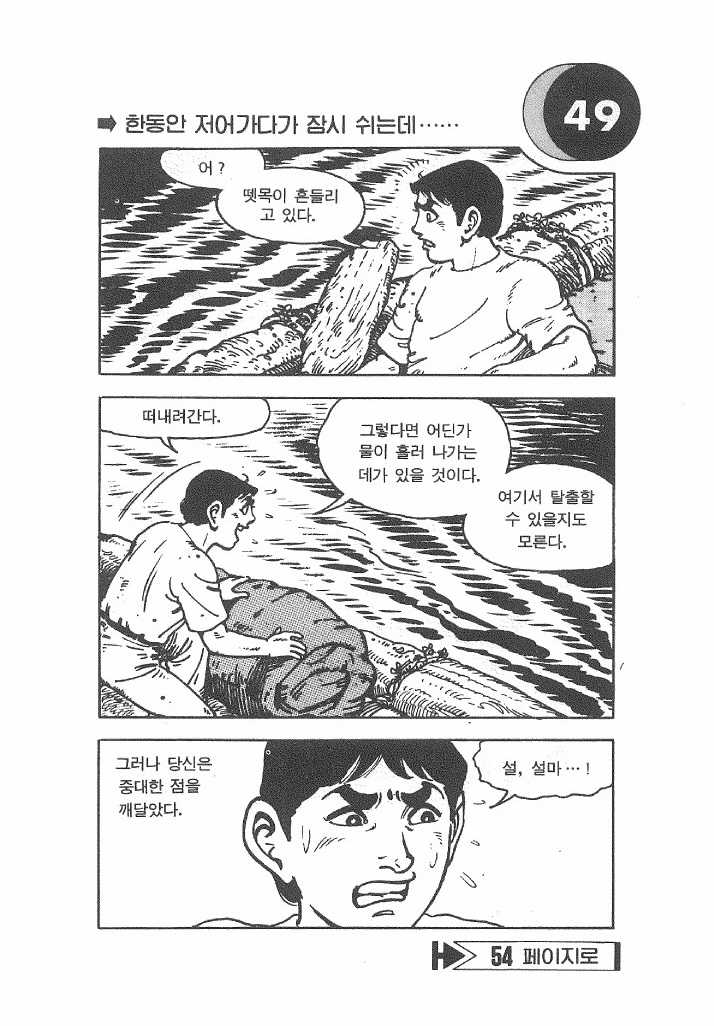 49
한동안 저어가다가 잠시 쉬는데……
어?
뗏목이 흔들리
고 있다.
떠내려간다.
그렇다면 어딘가
물이 흘러 나가는
데가 있을 것이다.
여기서 탈출할
수 있을지도
모른다.
그러나 당신은
중대한 점을
깨달았다.
설, 설마…!
54 페이지로